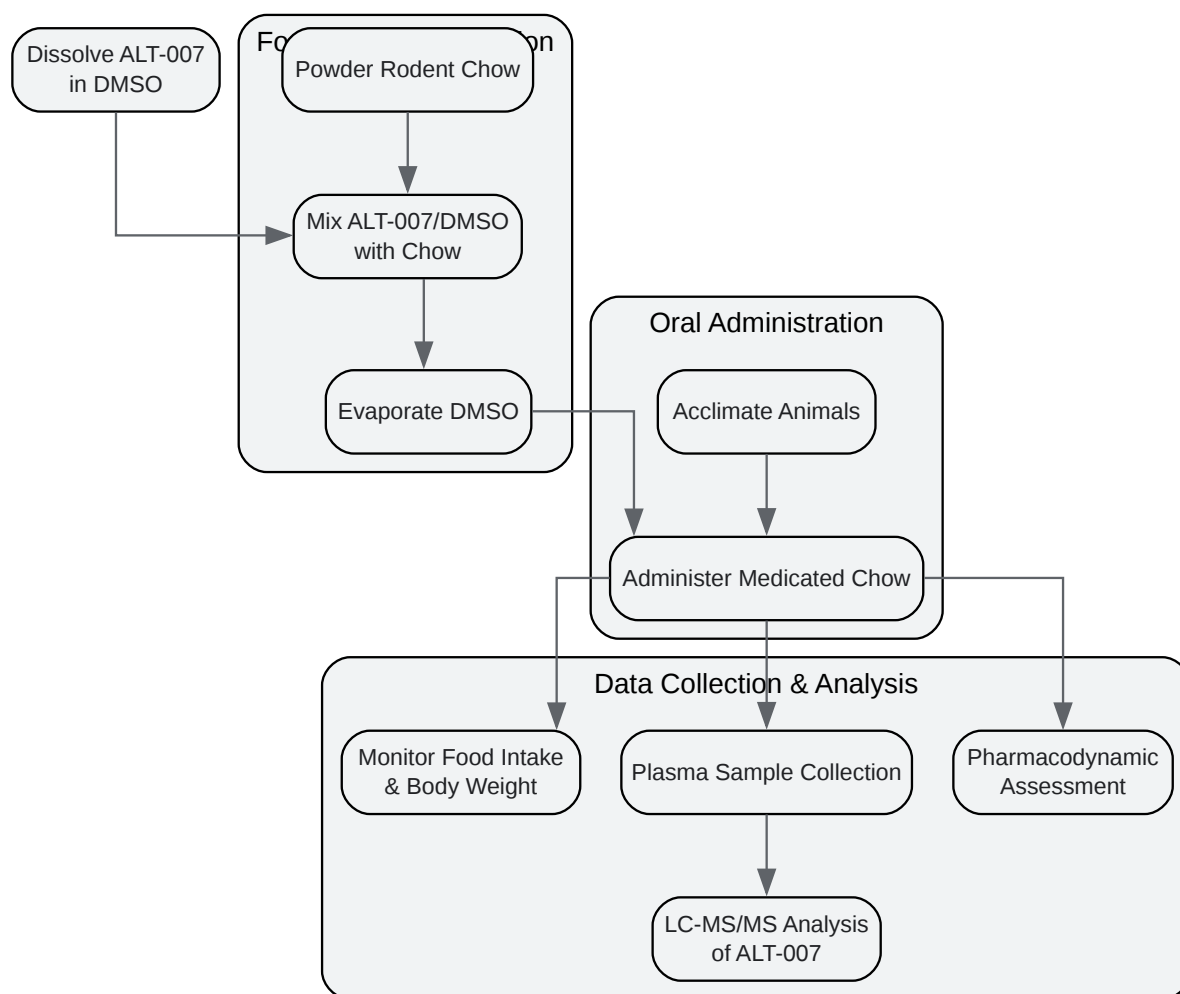 Dissolve ALT-007
in DMSO
Powder Rodent Chow
Mix ALT-007/DMSO
with Chow
Evaporate DMSO
Oral Administration
Acclimate Animals
Administer Medicated Chow
Data Collection & Analysis
Monitor Food Intake
& Body Weight
Plasma Sample Collection
Pharmacodynamic
Assessment
LC-MS/MS Analysis
of ALT-007